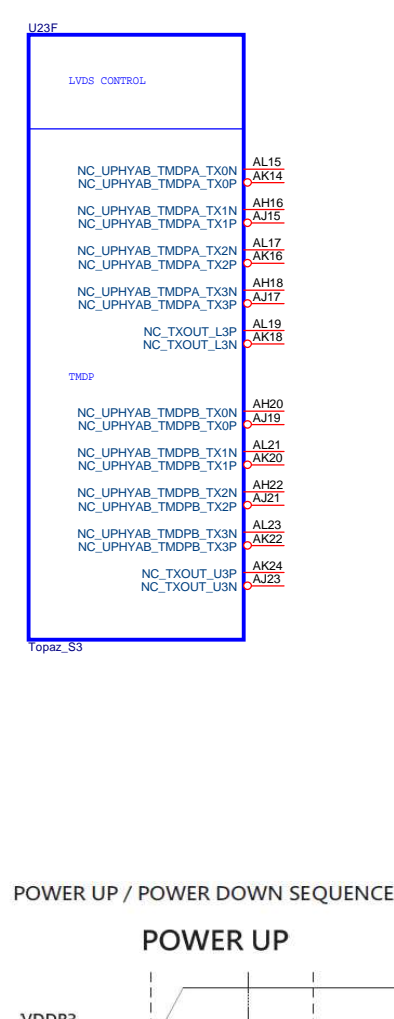 U23F
LVDS CONTROL
NC_UPHYAB_TMDPA_TX0N AL15
NC_UPHYAB_TMDPA_TX0P AK14
NC_UPHYAB_TMDPA_TX1N AH16
NC_UPHYAB_TMDPA_TX1P AJ15
NC_UPHYAB_TMDPA_TX2N AL17
NC_UPHYAB_TMDPA_TX2P AK16
NC_UPHYAB_TMDPA_TX3N AH18
NC_UPHYAB_TMDPA_TX3P AJ17
NC_TXOUT_L3P AL19
NC_TXOUT_L3N AK18
TMDP
NC_UPHYAB_TMDPB_TX0N AH20
NC_UPHYAB_TMDPB_TX0P AJ19
NC_UPHYAB_TMDPB_TX1N AL21
NC_UPHYAB_TMDPB_TX1P AK20
NC_UPHYAB_TMDPB_TX2N AH22
NC_UPHYAB_TMDPB_TX2P AJ21
NC_UPHYAB_TMDPB_TX3N AL23
NC_UPHYAB_TMDPB_TX3P AK22
NC_TXOUT_U3P AK24
NC_TXOUT_U3N AJ23
Topaz_S3
POWER UP / POWER DOWN SEQUENCE
POWER UP